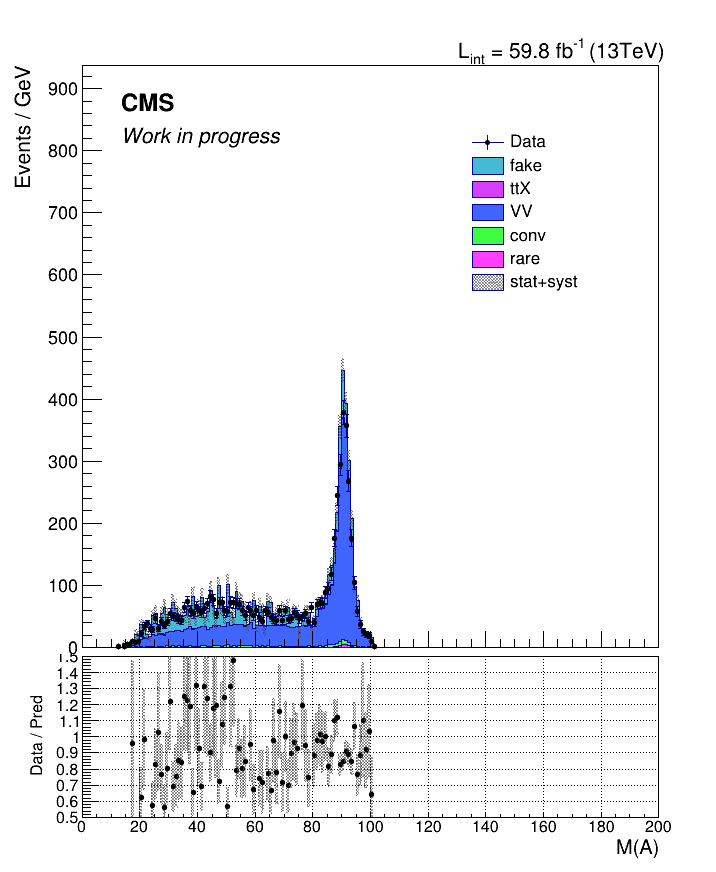 L_int = 59.8 fb^-1 (13TeV)
Events / GeV
CMS
Work in progress
Data
fake
ttX
VV
conv
rare
stat+syst
900
800
700
600
500
400
300
200
100
0
Data / Pred
1.5
1.4
1.3
1.2
1.1
1
0.9
0.8
0.7
0.6
0.5
0 20 40 60 80 100 120 140 160 180 200
M(A)